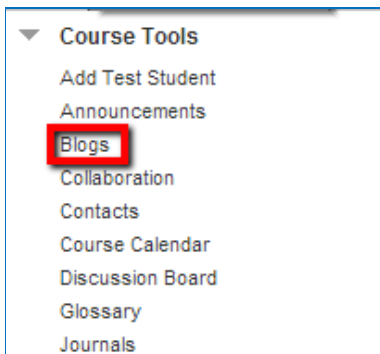 Course Tools
Add Test Student
Announcements
Blogs
Collaboration
Contacts
Course Calendar
Discussion Board
Glossary
Journals